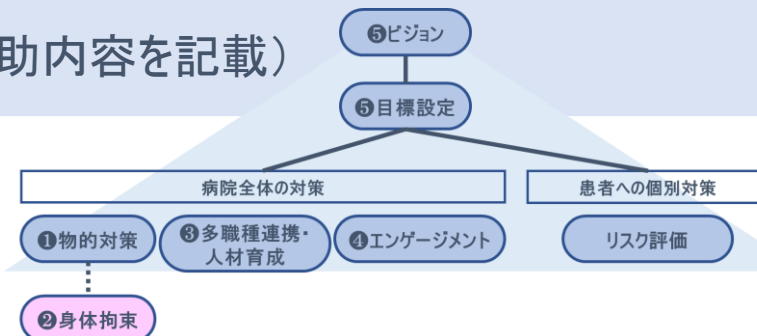 ❺ビジョン
助内容を記載）
❺目標設定
病院全体の対策
患者への個別対策
❶物的対策
❸多職種連携・
人材育成
❹エンゲージメント
リスク評価
❷身体拘束